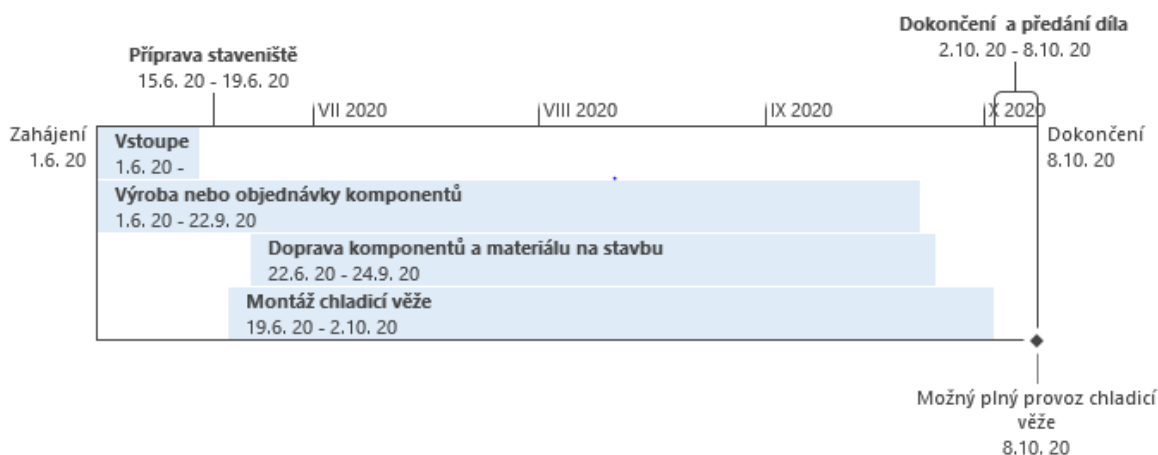 Dokončení a předání díla
2.10. 20 - 8.10. 20
Příprava staveniště
15.6. 20 - 19.6. 20
VII 2020
VIII 2020
IX 2020
X 2020
Zahájení
1.6. 20
Dokončení
8.10. 20
Vstoupe
1.6. 20 -
Výroba nebo objednávky komponentů
1.6. 20 - 22.9. 20
Doprava komponentů a materiálu na stavbu
22.6. 20 - 24.9. 20
Montáž chladicí věže
19.6. 20 - 2.10. 20
Možný plný provoz chladicí
věže
8.10. 20